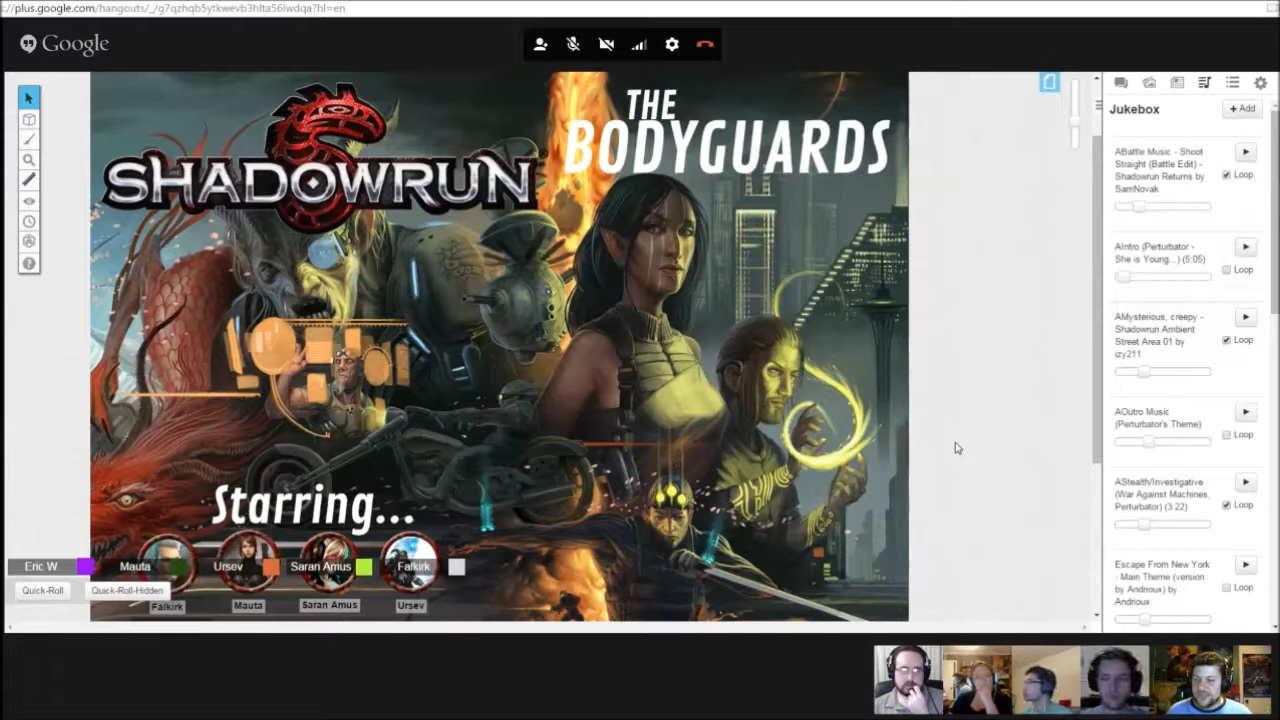 ://plus.google.com/hangouts/_/g7qzhqb5ytkwevb3hlta56lwdqa?hl=en
Google
SHADOWRUN
THE
BODYGUARDS
Starring...
Eric W
Mauta
Ursev
Saran Amus
Falkirk
Quick-Roll
Quick-Roll-Hidden
Falkirk
Mauta
Saran Amus
Ursev
Jukebox
+ Add
ABattle Music - Shoot
Straight (Battle Edit) -
Shadowrun Returns by
SamNovak
Loop
AIntro (Perturbator -
She is Young...) (5:05)
Loop
AMysterious, creepy -
Shadowrun Ambient
Street Area 01 by
izy211
Loop
AOutro Music
(Perturbator's Theme)
Loop
AStealth/Investigative
(War Against Machines,
Perturbator) (3:22)
Loop
Escape From New York
- Main Theme (version
by Andrioux) by
Andrioux
Loop